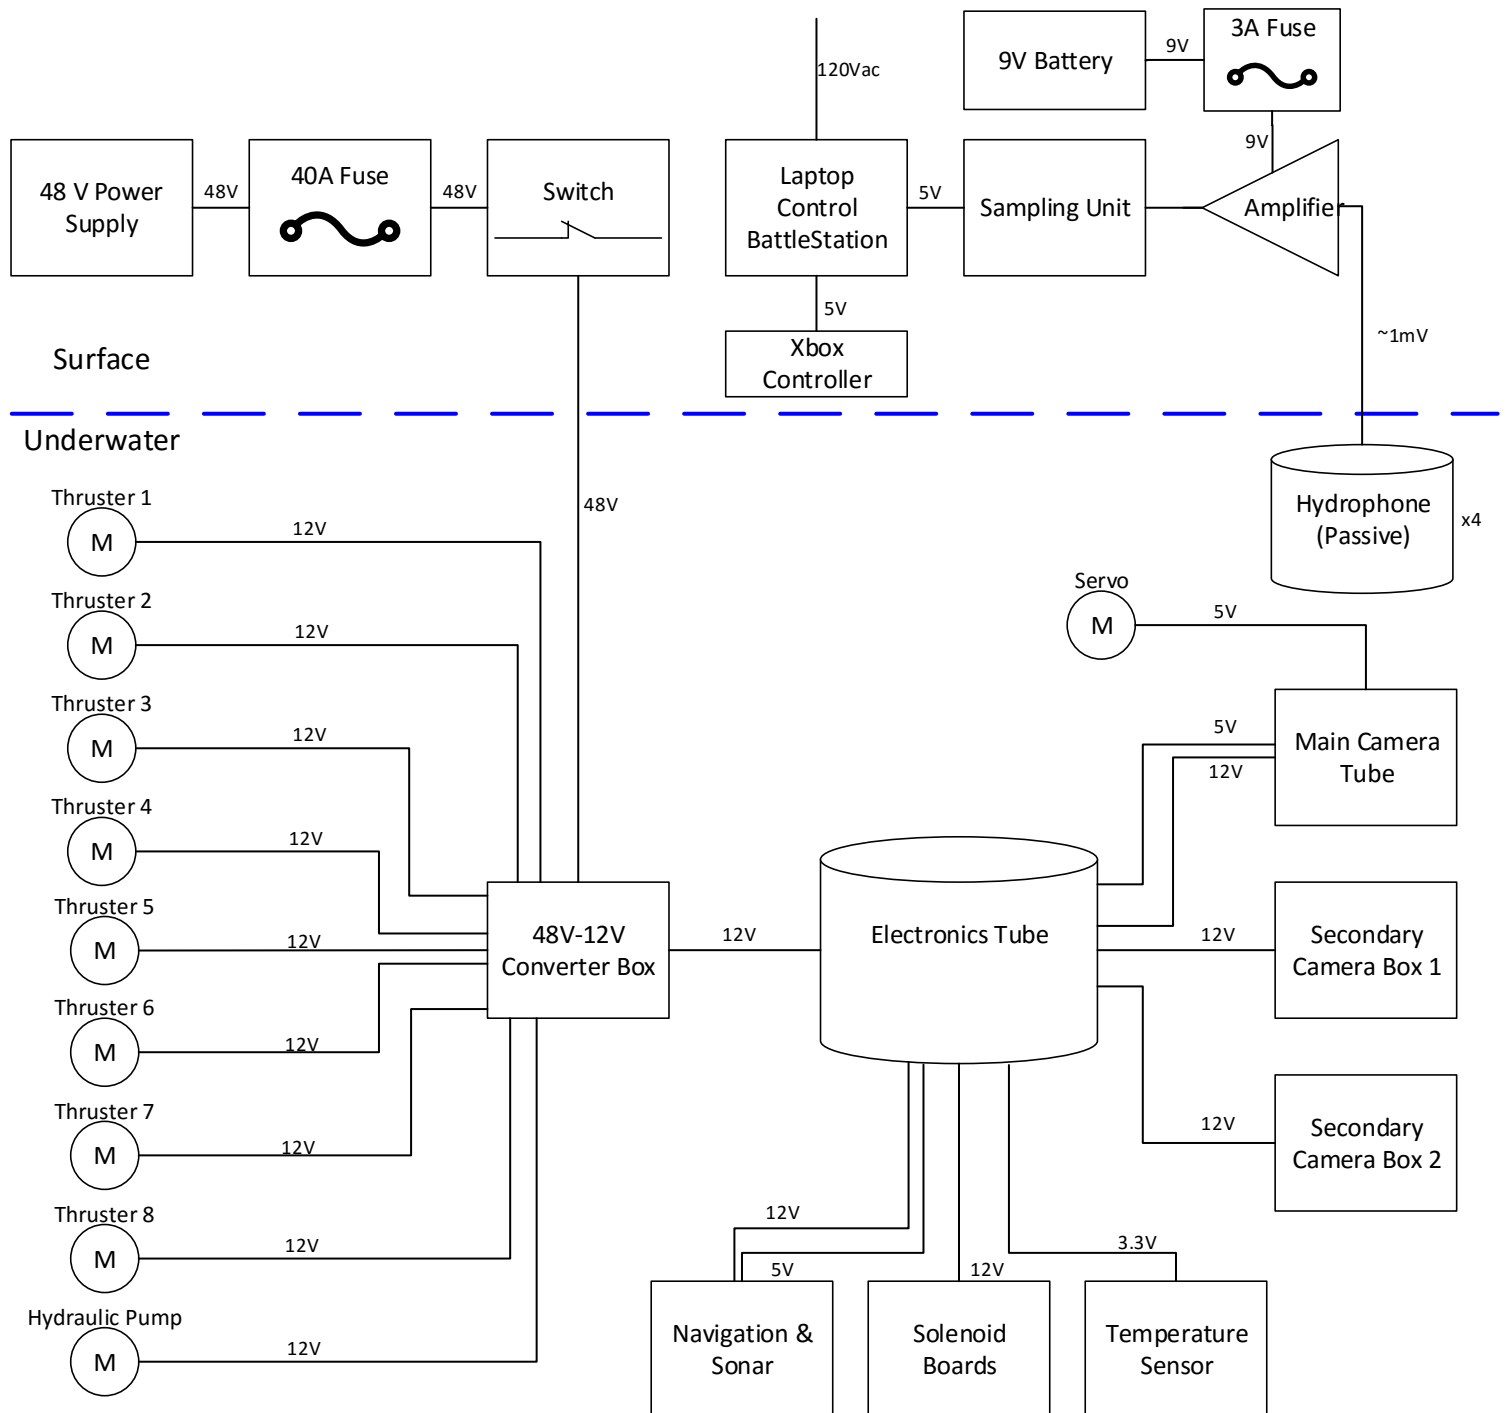 120Vac
9V Battery
9V
3A Fuse
9V
48 V Power
Supply
48V
40A Fuse
48V
Switch
Laptop
Control
BattleStation
5V
Sampling Unit
Amplifier
5V
Xbox
Controller
~1mV
Surface
Underwater
48V
Hydrophone
(Passive)
x4
Thruster 1
M
12V
Thruster 2
M
12V
Thruster 3
M
12V
Thruster 4
M
12V
Thruster 5
M
12V
Thruster 6
M
12V
Thruster 7
M
12V
Thruster 8
M
12V
Hydraulic Pump
M
12V
48V-12V
Converter Box
12V
Electronics Tube
Servo
M
5V
5V
12V
Main Camera
Tube
12V
Secondary
Camera Box 1
12V
Secondary
Camera Box 2
12V
5V
Navigation &
Sonar
12V
Solenoid
Boards
3.3V
Temperature
Sensor